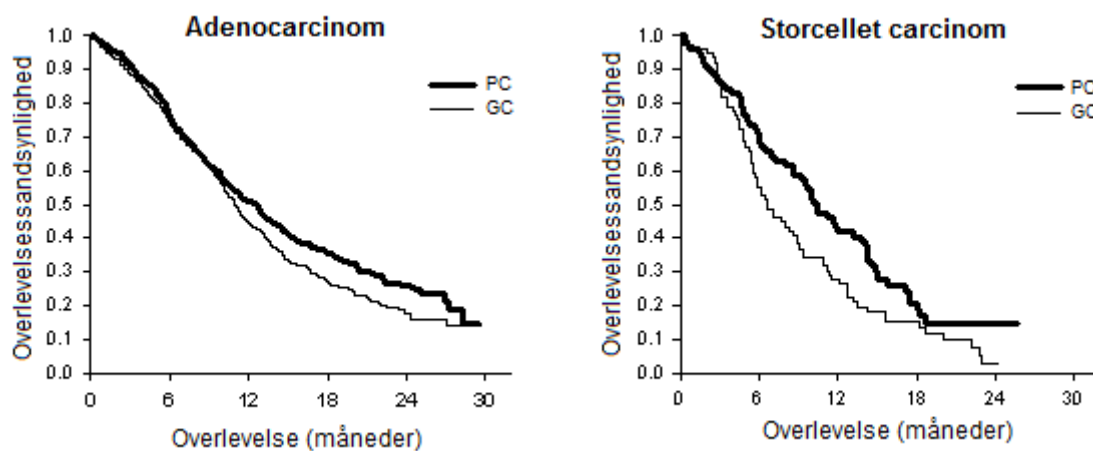 Adenocarcinom
Overlevelsessandsynlighed
1.0
0.9
0.8
0.7
0.6
0.5
0.4
0.3
0.2
0.1
0.0
PC
GC
0 6 12 18 24 30
Overlevelse (måneder)
Storcellet carcinom
Overlevelsessandsynlighed
1.0
0.9
0.8
0.7
0.6
0.5
0.4
0.3
0.2
0.1
0.0
PC
GC
0 6 12 18 24 30
Overlevelse (måneder)